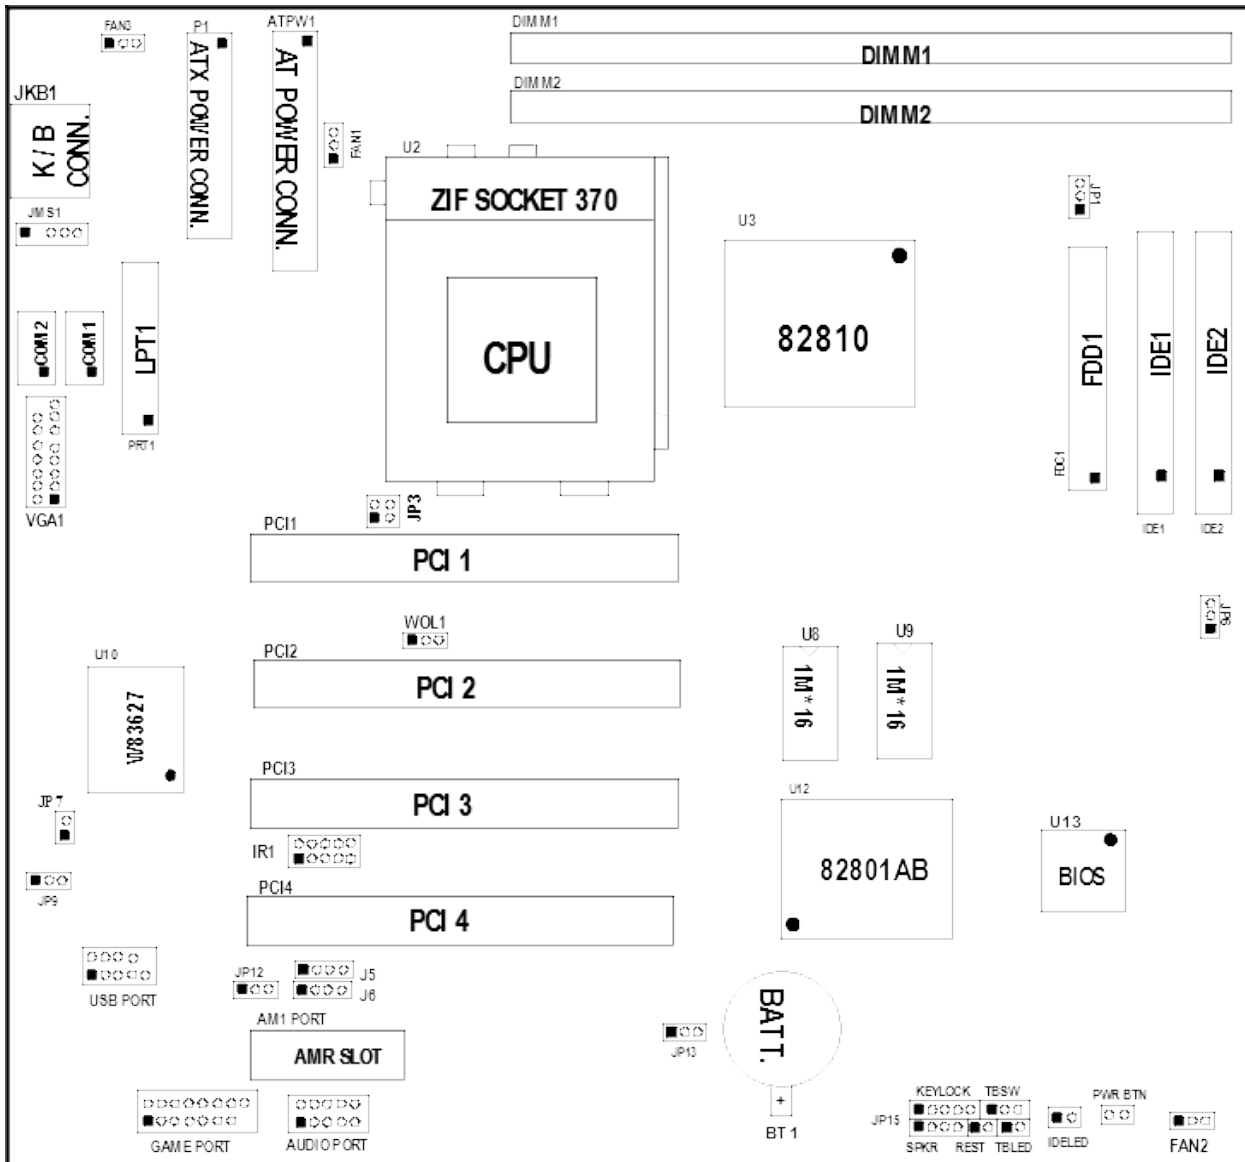 FAN3
P1
ATPW1
DIMM1
DIMM1
DIMM2
DIMM2
JKB1
K/B CONN.
ATX POWER CONN.
AT POWER CONN.
FAN1
U2
ZIF SOCKET 370
CPU
JMS1
U3
82810
JP1
FDD1
IDE1
IDE2
FDC1
IDE1
IDE2
COM2
COM1
LPT1
PRT1
VGA1
JP3
PCI1
PCI 1
WOL1
JP6
U10
W83627
PCI2
PCI 2
U8
1M*16
U9
1M*16
PCI3
PCI 3
U12
82801AB
U13
BIOS
JP7
IR1
JP9
PCI4
PCI 4
USB PORT
JP12
J5
J6
AM1 PORT
AMR SLOT
JP13
BATT.
+
BT1
GAME PORT
AUDIO PORT
KEYLOCK
TBSW
JP15
SPKR
REST
TBLED
IDELED
PWR BTN
FAN2